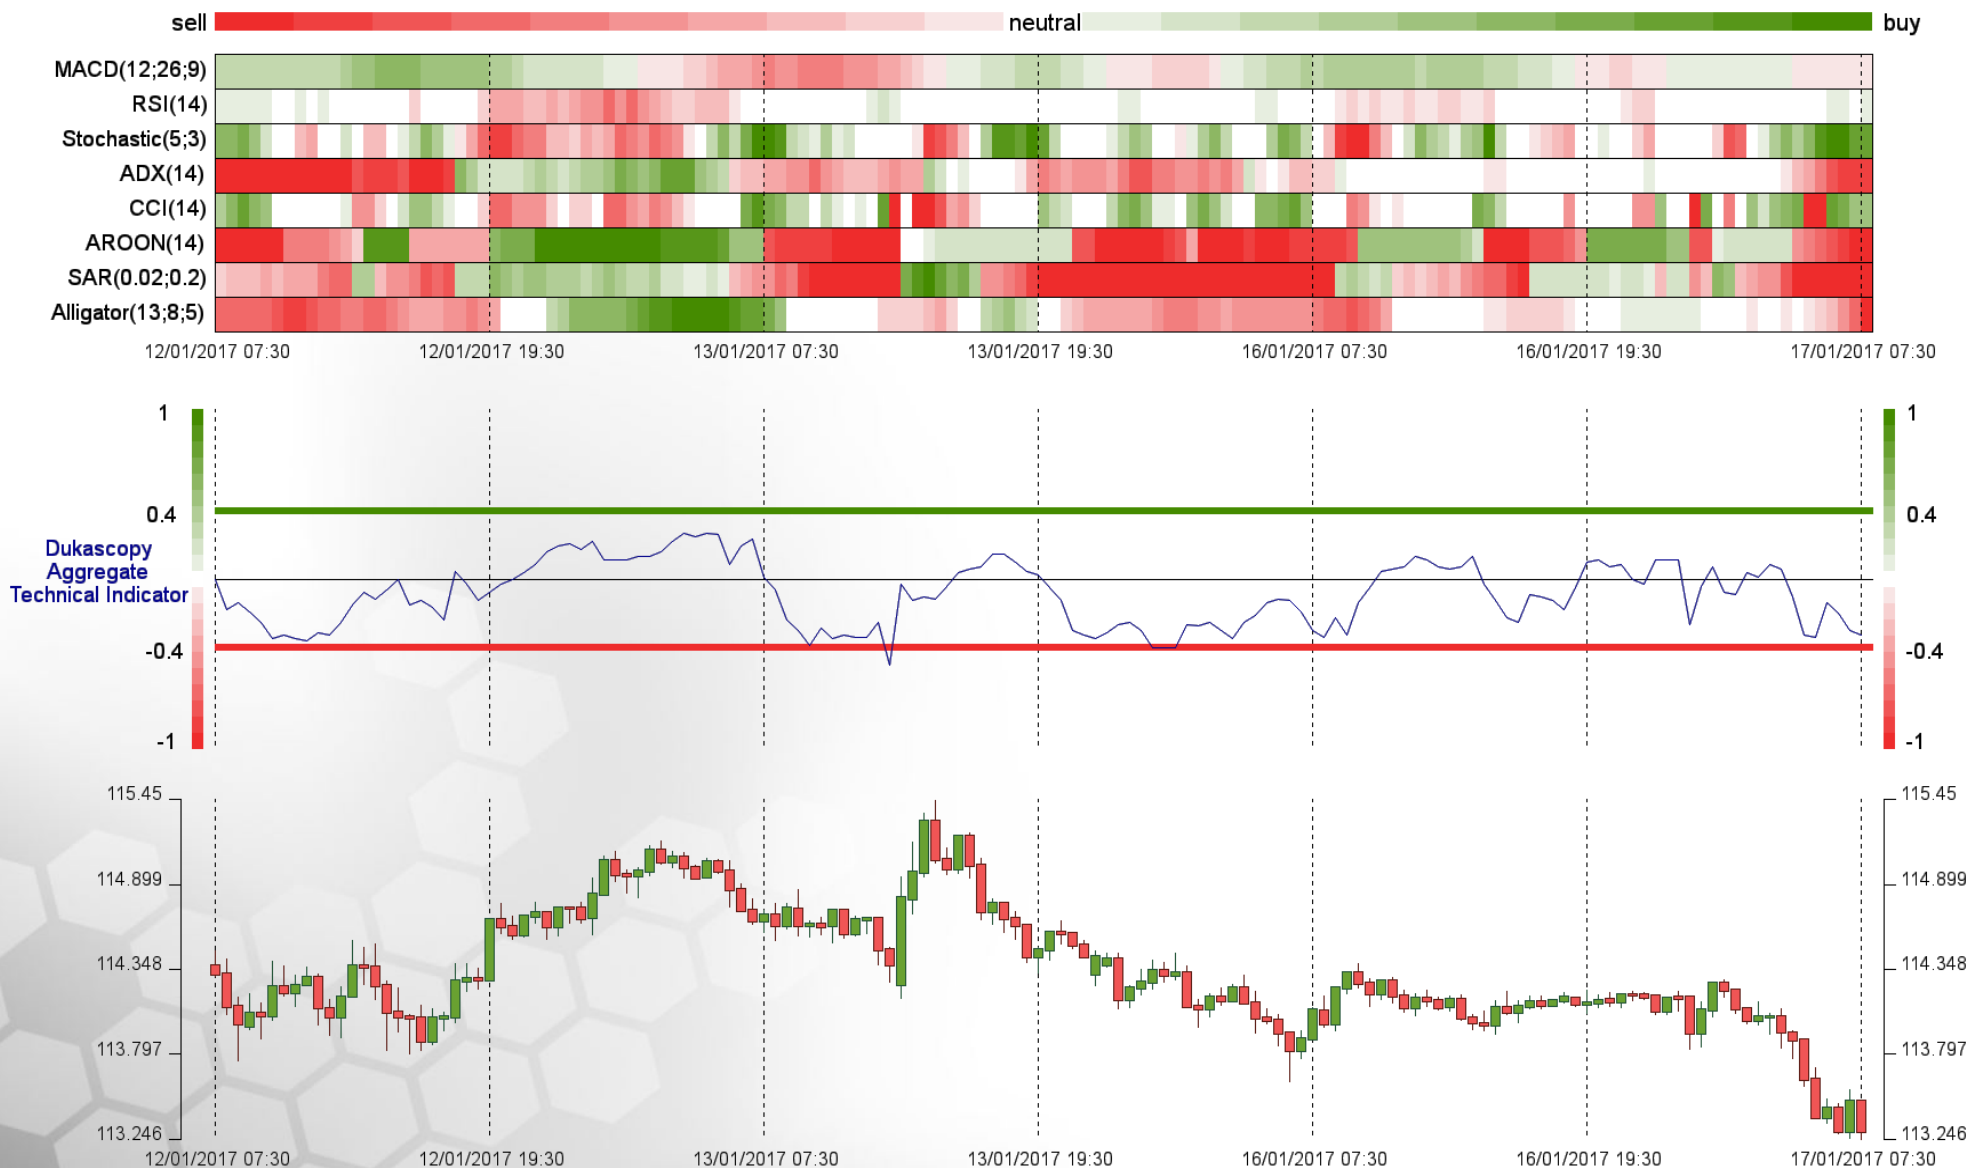 sell neutral buy
MACD(12;26;9)
RSI(14)
Stochastic(5;3)
ADX(14)
CCI(14)
AROON(14)
SAR(0.02;0.2)
Alligator(13;8;5)
12/01/2017 07:30 12/01/2017 19:30 13/01/2017 07:30 13/01/2017 19:30 16/01/2017 07:30 16/01/2017 19:30 17/01/2017 07:30
1 1
0.4 0.4
Dukascopy
Aggregate
Technical Indicator
-0.4 -0.4
-1 -1
115.45 115.45
114.899 114.899
114.348 114.348
113.797 113.797
113.246 113.246
12/01/2017 07:30 12/01/2017 19:30 13/01/2017 07:30 13/01/2017 19:30 16/01/2017 07:30 16/01/2017 19:30 17/01/2017 07:30